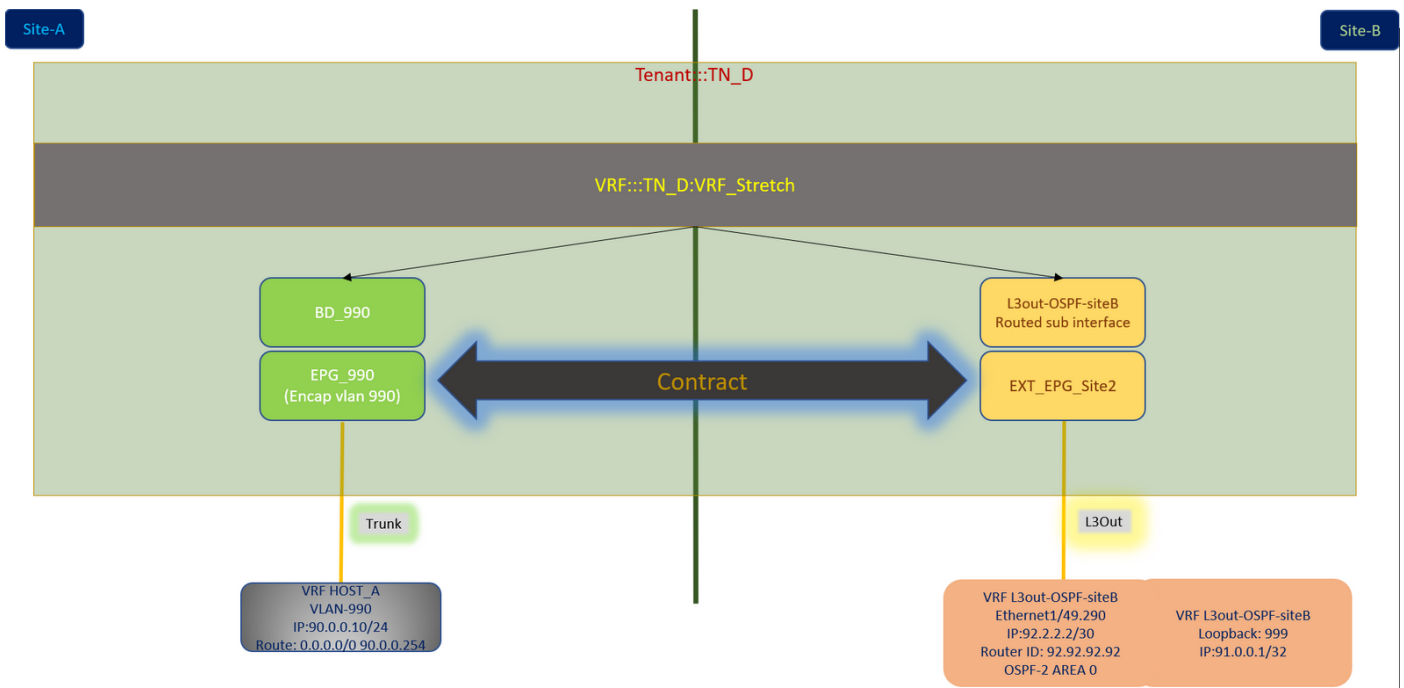 Site-A
Site-B
Tenant:::TN_D
VRF:::TN_D:VRF_Stretch
BD_990
L3out-OSPF-siteB
Routed sub interface
EPG_990
(Encap vlan 990)
Contract
EXT_EPG_Site2
Trunk
L3Out
VRF HOST_A
VLAN-990
IP:90.0.0.10/24
Route: 0.0.0.0/0 90.0.0.254
VRF L3out-OSPF-siteB
Ethernet1/49.290
IP:92.2.2.2/30
Router ID: 92.92.92.92
OSPF-2 AREA 0
VRF L3out-OSPF-siteB
Loopback: 999
IP:91.0.0.1/32